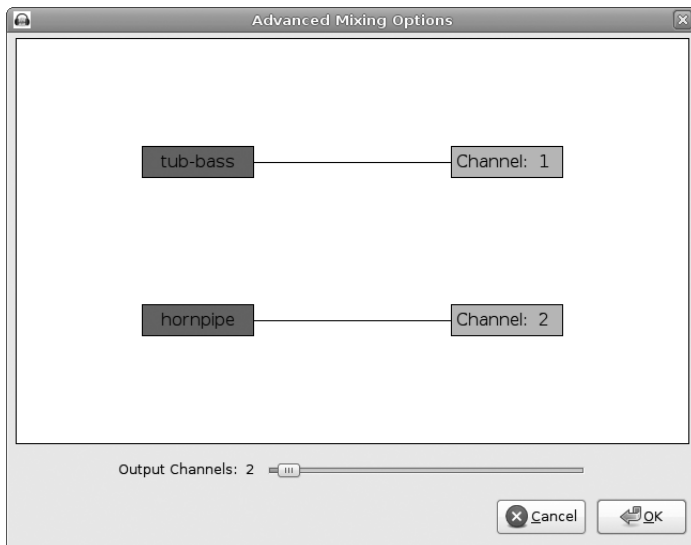 Advanced Mixing Options
tub-bass
Channel: 1
hornpipe
Channel: 2
Output Channels: 2
Cancel
OK